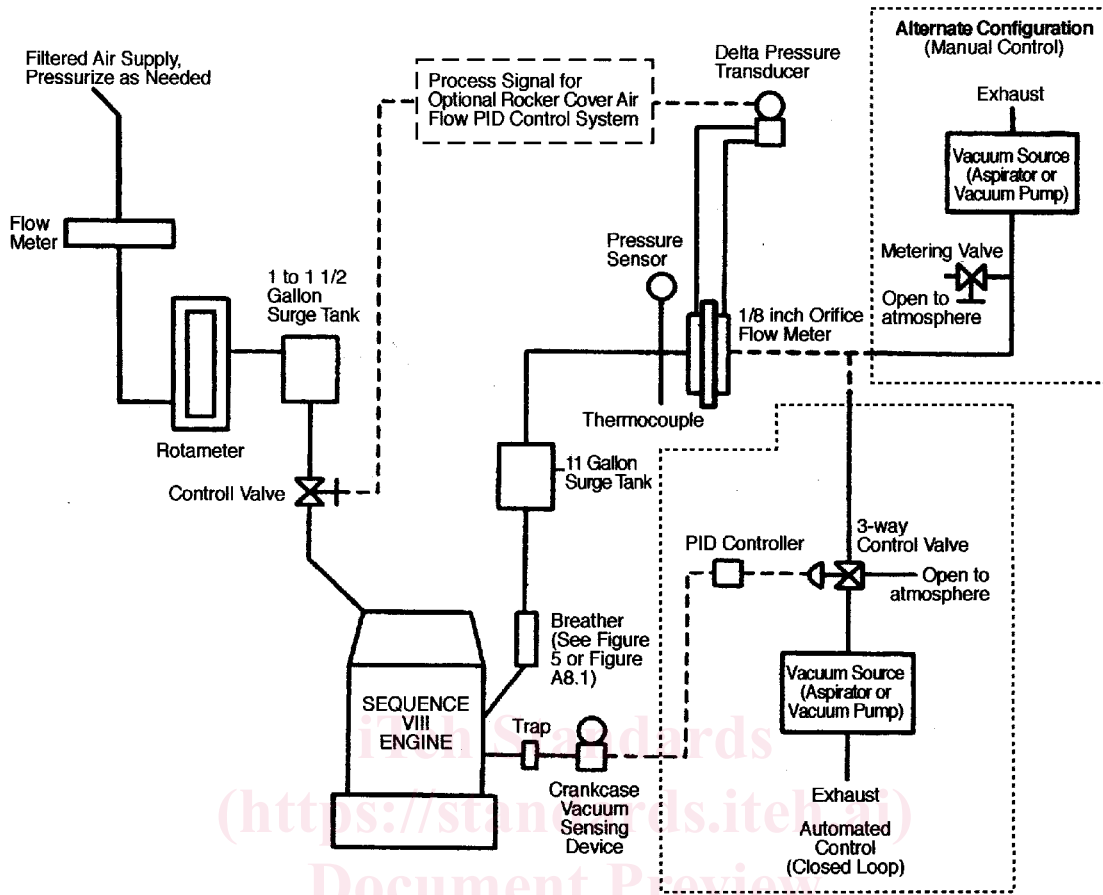 Filtered Air Supply,
Pressurize as Needed
Process Signal for
Optional Rocker Cover Air
Flow PID Control System
Delta Pressure
Transducer
Alternate Configuration
(Manual Control)
Exhaust
Vacuum Source
(Aspirator or
Vacuum Pump)
Metering Valve
Open to
atmosphere
Flow
Meter
1 to 1 1/2
Gallon
Surge Tank
Pressure
Sensor
1/8 inch Orifice
Flow Meter
Thermocouple
Rotameter
Controll Valve
11 Gallon
Surge Tank
PID Controller
3-way
Control Valve
Open to
atmosphere
Breather
(See Figure
5 or Figure
A8.1)
Vacuum Source
(Aspirator or
Vacuum Pump)
SEQUENCE
VIII
ENGINE
Trap
Crankcase
Vacuum
Sensing
Device
Exhaust
Automated
Control
(Closed Loop)
iTeh Standards
(https://standards.iteh.ai)
Document Preview